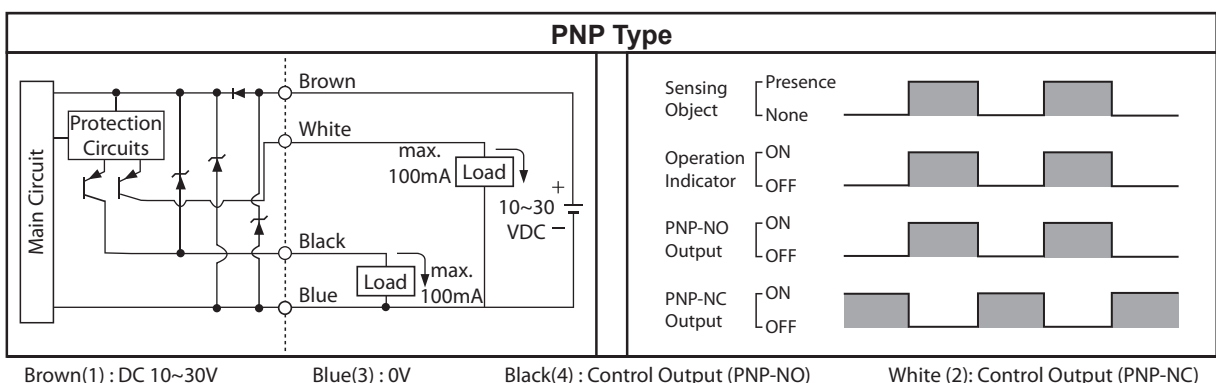 PNP Type
Brown
White
Protection
Circuits
max.
100mA
Load
Main Circuit
+
10~30
VDC
−
Black
Load
max.
100mA
Blue
Sensing
Object
Presence
None
Operation
Indicator
ON
OFF
PNP-NO
Output
ON
OFF
PNP-NC
Output
ON
OFF
Brown(1) : DC 10~30V Blue(3) : 0V Black(4) : Control Output (PNP-NO) White (2): Control Output (PNP-NC)